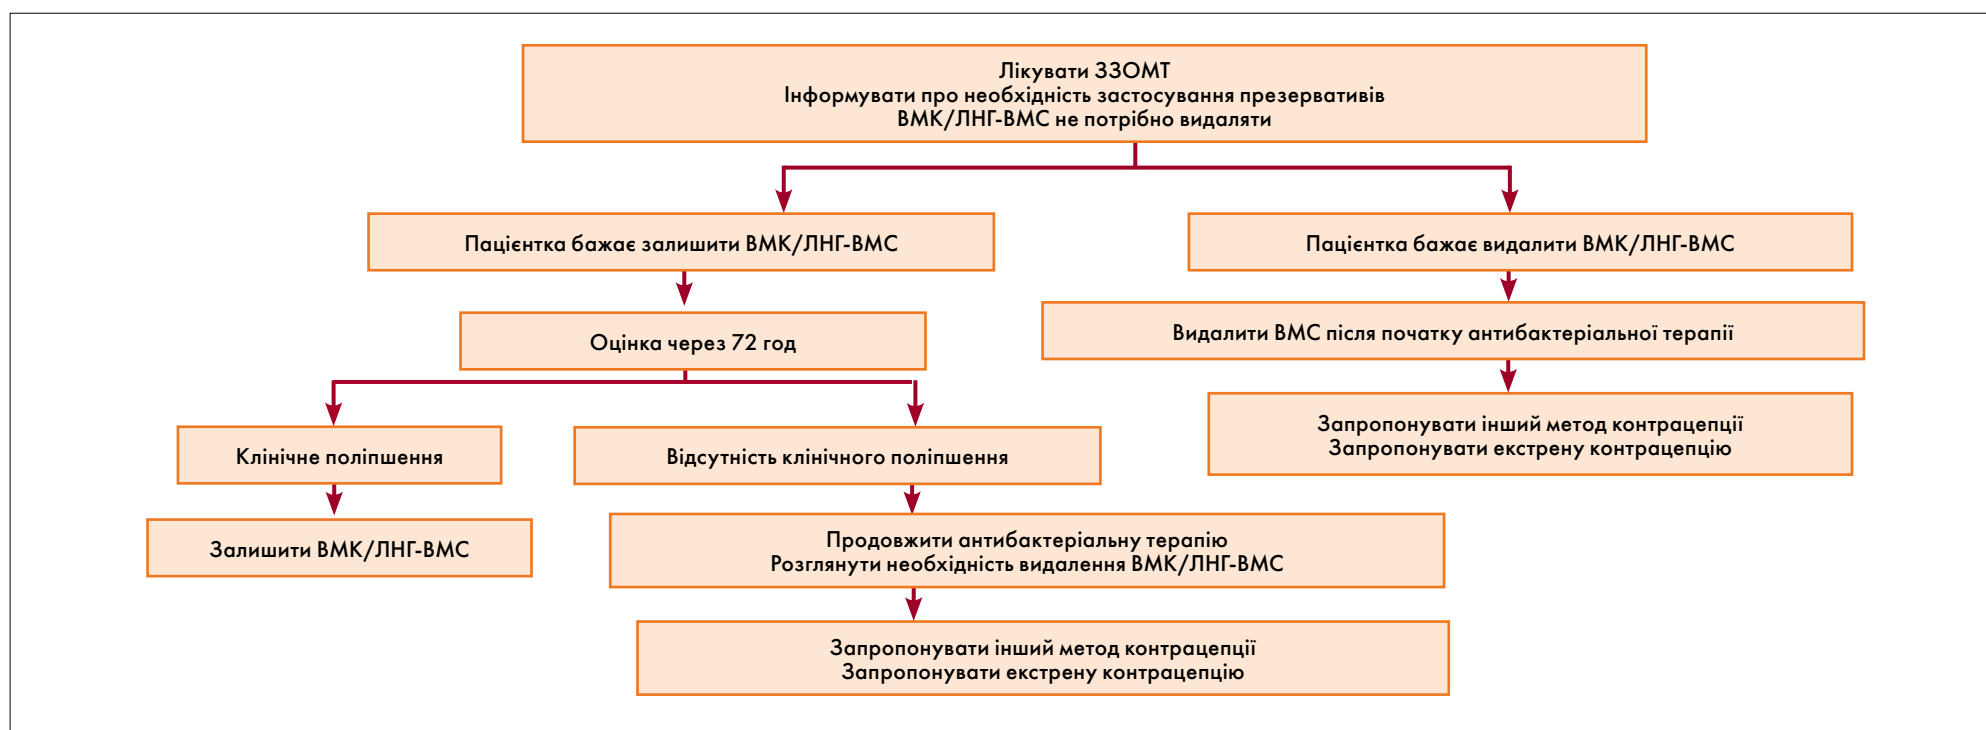 Лікувати ЗЗОМТ
Інформувати про необхідність застосування презервативів
ВМК/ЛНГ-ВМС не потрібно видаляти
Пацієнтка бажає залишити ВМК/ЛНГ-ВМС
Пацієнтка бажає видалити ВМК/ЛНГ-ВМС
Оцінка через 72 год
Видалити ВМС після початку антибактеріальної терапії
Клінічне поліпшення
Відсутність клінічного поліпшення
Запропонувати інший метод контрацепції
Запропонувати екстрену контрацепцію
Залишити ВМК/ЛНГ-ВМС
Продовжити антибактеріальну терапію
Розглянути необхідність видалення ВМК/ЛНГ-ВМС
Запропонувати інший метод контрацепції
Запропонувати екстрену контрацепцію